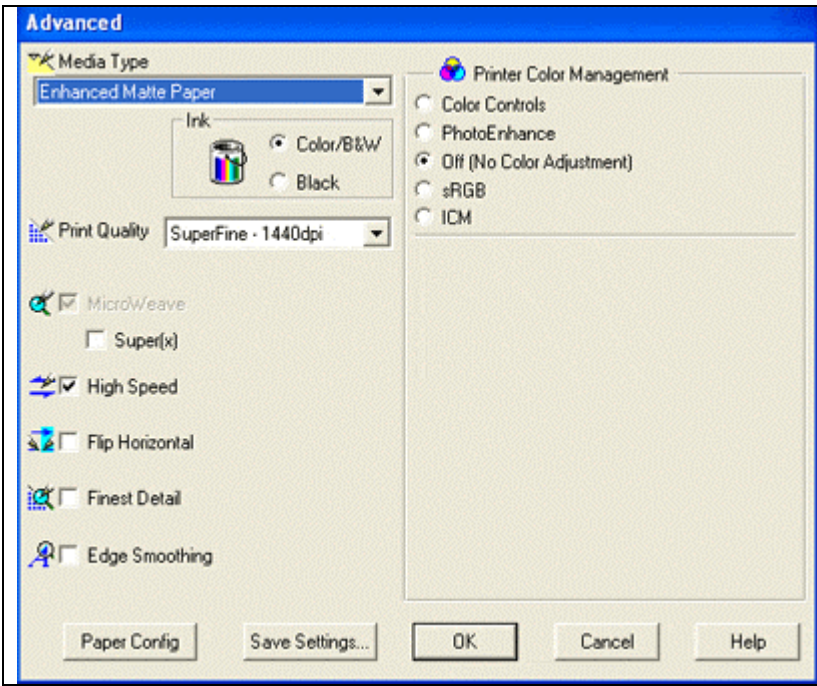 Advanced
Media Type
Enhanced Matte Paper
Ink
Color/B&W
Black
Print Quality
SuperFine - 1440dpi
MicroWeave
Super(x)
High Speed
Flip Horizontal
Finest Detail
Edge Smoothing
Printer Color Management
Color Controls
PhotoEnhance
Off (No Color Adjustment)
sRGB
ICM
Paper Config
Save Settings...
OK
Cancel
Help